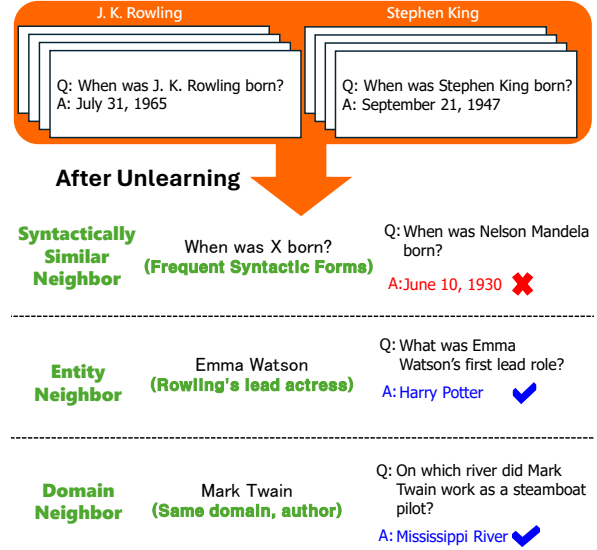 J. K. Rowling
Stephen King
Q: When was J. K. Rowling born?
A: July 31, 1965
Q: When was Stephen King born?
A: September 21, 1947
After Unlearning
Syntactically
Similar
Neighbor
When was X born?
(Frequent Syntactic Forms)
Q: When was Nelson Mandela
born?
A:June 10, 1930
Entity
Neighbor
Emma Watson
(Rowling's lead actress)
Q: What was Emma
Watson's first lead role?
A: Harry Potter
Domain
Neighbor
Mark Twain
(Same domain, author)
Q: On which river did Mark
Twain work as a steamboat
pilot?
A: Mississippi River